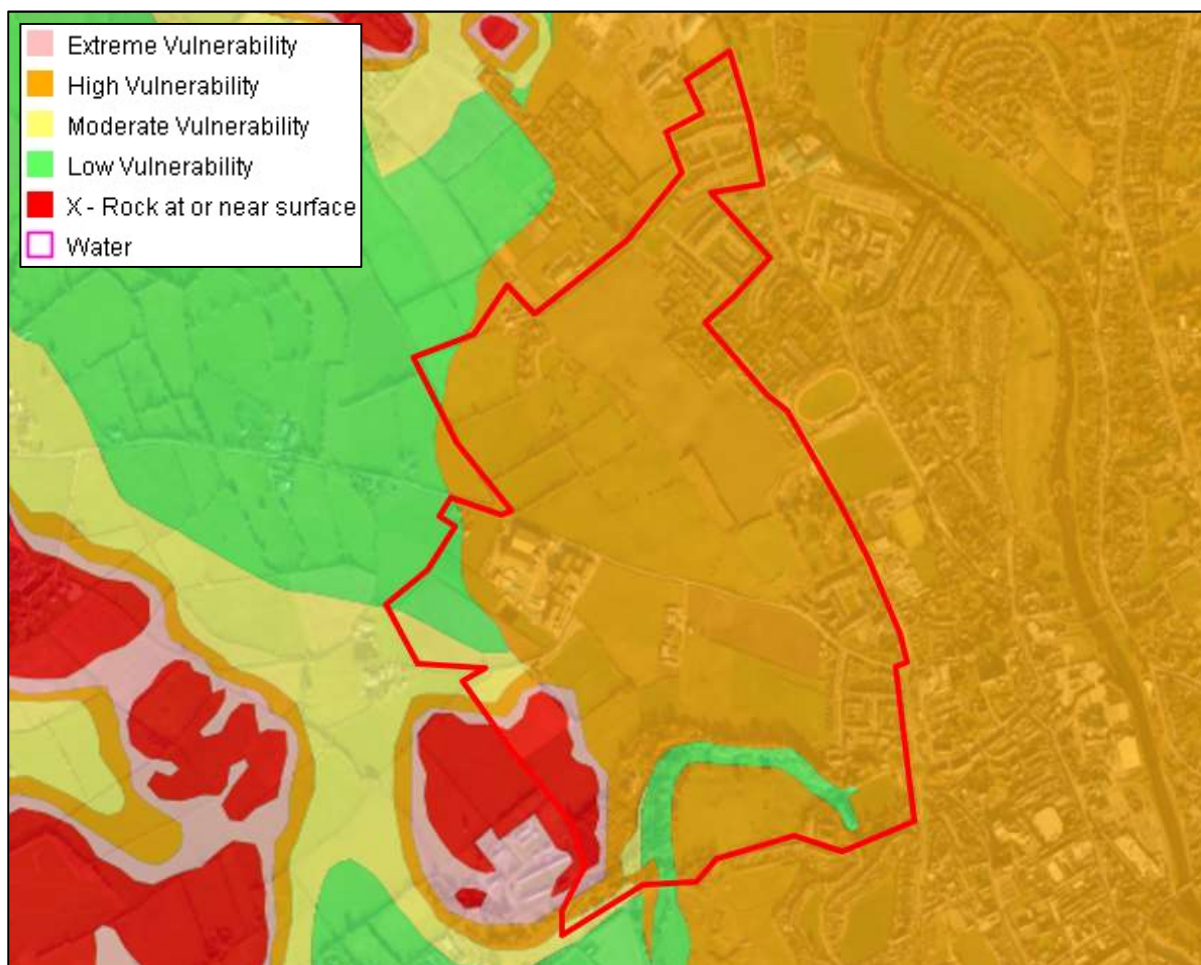 Extreme Vulnerability
High Vulnerability
Moderate Vulnerability
Low Vulnerability
X - Rock at or near surface
Water